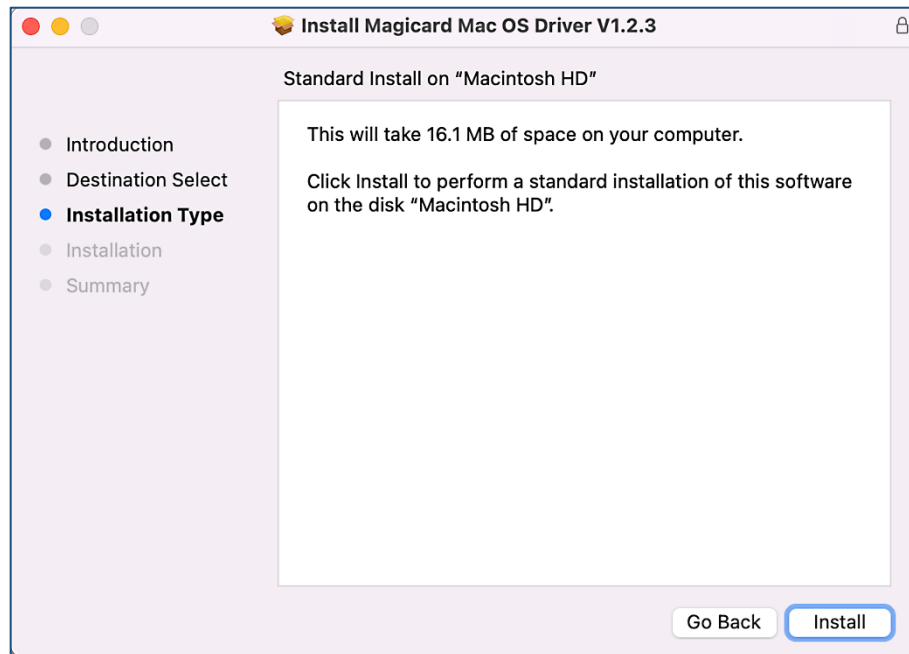 Install Magicard Mac OS Driver V1.2.3
Standard Install on “Macintosh HD”
Introduction
Destination Select
Installation Type
Installation
Summary
This will take 16.1 MB of space on your computer.
Click Install to perform a standard installation of this software
on the disk “Macintosh HD”.
Go Back
Install